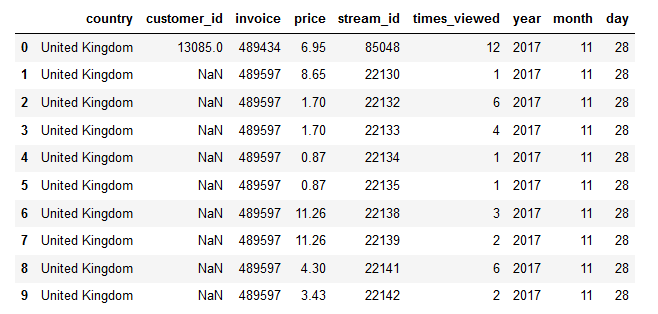 country customer_id invoice price stream_id times_viewed year month day
0 United Kingdom 13085.0 489434 6.95 85048 12 2017 11 28
1 United Kingdom NaN 489597 8.65 22130 1 2017 11 28
2 United Kingdom NaN 489597 1.70 22132 6 2017 11 28
3 United Kingdom NaN 489597 1.70 22133 4 2017 11 28
4 United Kingdom NaN 489597 0.87 22134 1 2017 11 28
5 United Kingdom NaN 489597 0.87 22135 1 2017 11 28
6 United Kingdom NaN 489597 11.26 22138 3 2017 11 28
7 United Kingdom NaN 489597 11.26 22139 2 2017 11 28
8 United Kingdom NaN 489597 4.30 22141 6 2017 11 28
9 United Kingdom NaN 489597 3.43 22142 2 2017 11 28